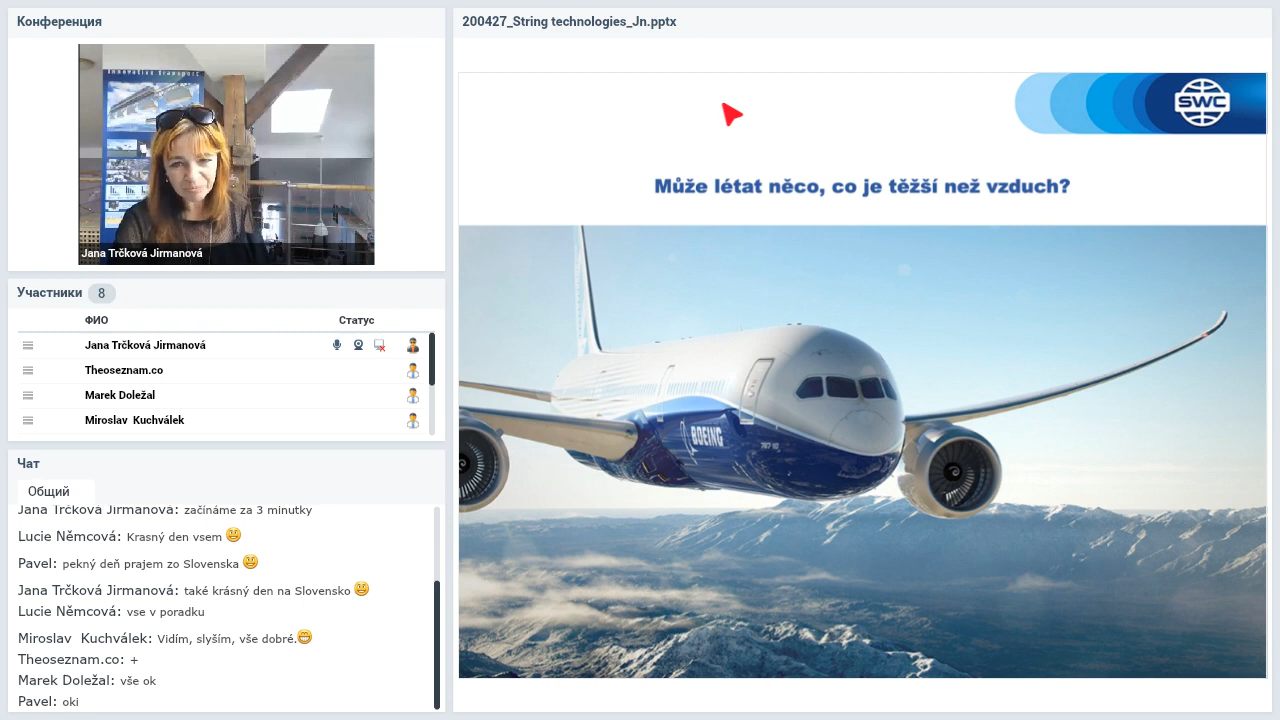 Конференция
Innovative Transport
Jana Trčková Jirmanová
Участники 8
ФИО Статус
Jana Trčková Jirmanová
Theoseznam.co
Marek Doležal
Miroslav Kuchválek
Чат
Общий
Jana Trčková Jirmanová: začínáme za 3 minutky
Lucie Němcová: Krasný den vsem
Pavel: pekný deň prajem zo Slovenska
Jana Trčková Jirmanová: také krásný den na Slovensko
Lucie Němcová: vse v poradku
Miroslav Kuchválek: Vidím, slyším, vše dobré.
Theoseznam.co: +
Marek Doležal: vše ok
Pavel: oki
200427_String technologies_Jn.pptx
SWC
Může létat něco, co je těžší než vzduch?
BOEING